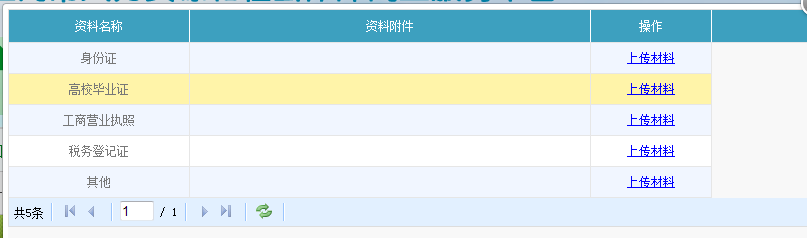 资料名称 资料附件 操作
身份证 上传材料
高校毕业证 上传材料
工商营业执照 上传材料
税务登记证 上传材料
其他 上传材料
共5条 1 / 1